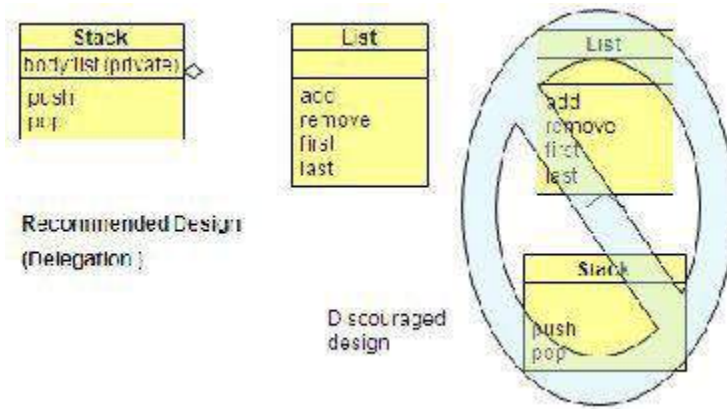 Stack
body:list (private)
push
pop
List
add
remove
first
last
Recommended Design
(Delegation )
List
add
remove
first
last
Stack
push
pop
Discouraged
design